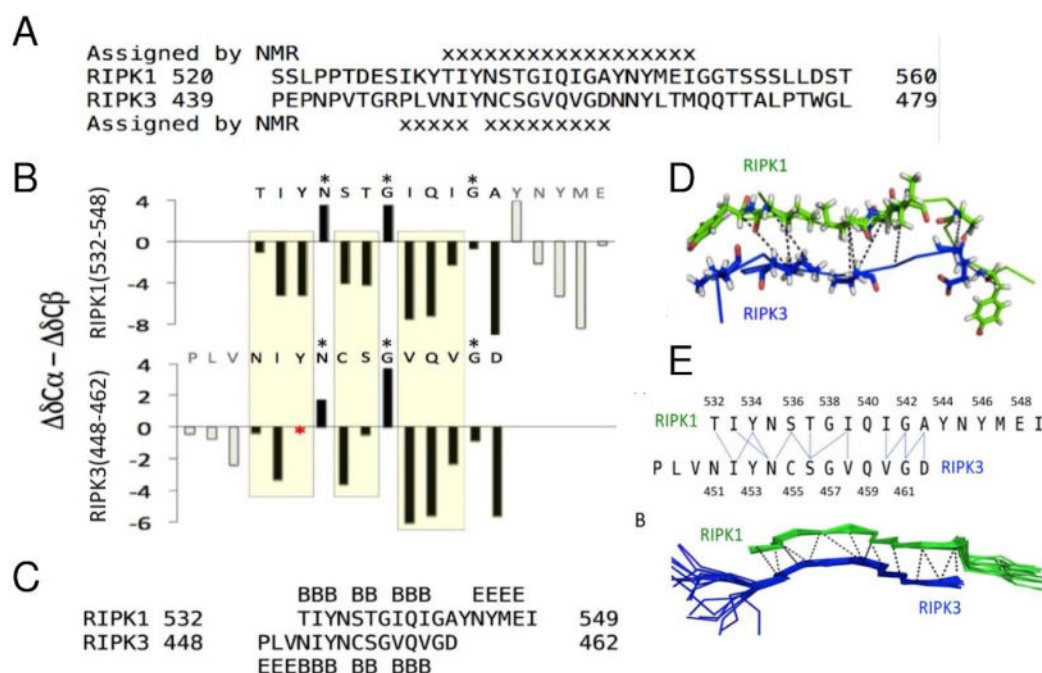 A
Assigned by NMR xxxxxxxxxxxxxxxxxx
RIPK1 520 SSLPPTDESIKYTIYNSTGIQIGAYNYMEIGGTSSSLLDST 560
RIPK3 439 PEPNPVTGRPLVNIYNCSGVQVGDNNYLTMQQTTALPTWGL 479
Assigned by NMR xxxxx xxxxxxxxx
B
* * *
T I Y N S T G I Q I G A Y N Y M E
4
0
-4
-8
RIPK1(532-548)
ΔδCα – ΔδCβ
* * *
P L V N I Y N C S G V Q V G D
4
2
0
-2
-4
-6
*
RIPK3(448-462)
C
BBB BB BBB EEEE
RIPK1 532 TIYNSTGIQIGAYNYMEI 549
RIPK3 448 PLVNIYNCSGVQVGD 462
EEEBBB BB BBB
D
RIPK1
RIPK3
E
532 534 536 538 540 542 544 546 548
RIPK1 T I Y N S T G I Q I G A Y N Y M E I
P L V N I Y N C S G V Q V G D RIPK3
451 453 455 457 459 461
B
RIPK1
RIPK3